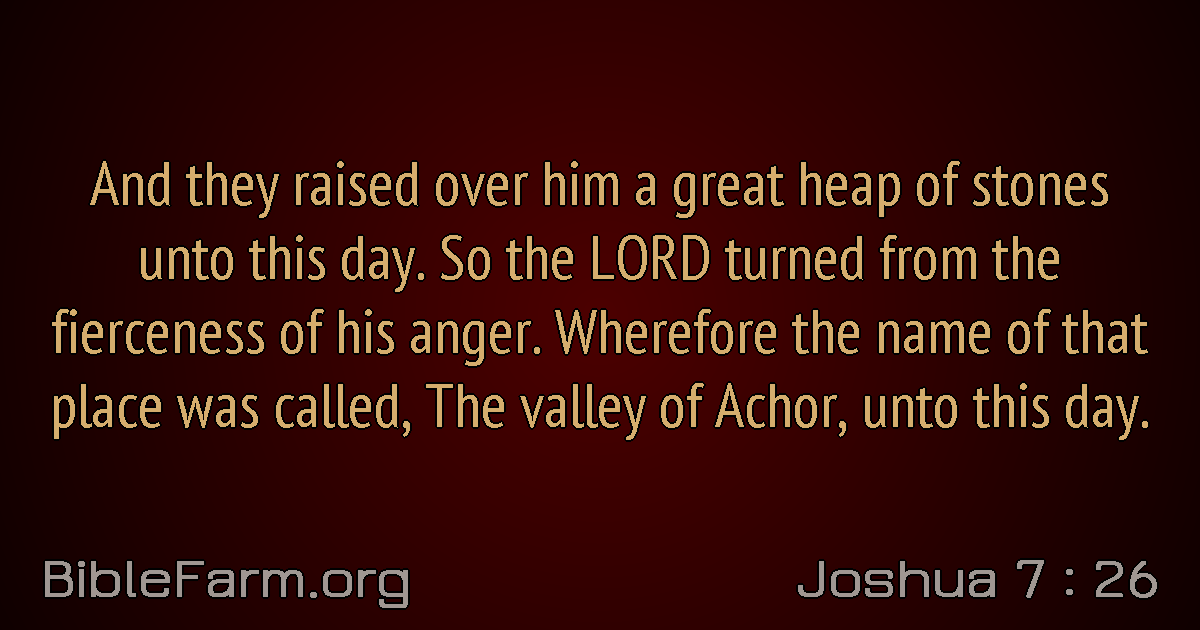 And they raised over him a great heap of stones
unto this day. So the LORD turned from the
fierceness of his anger. Wherefore the name of that
place was called, The valley of Achor, unto this day.
BibleFarm.org
Joshua 7 : 26